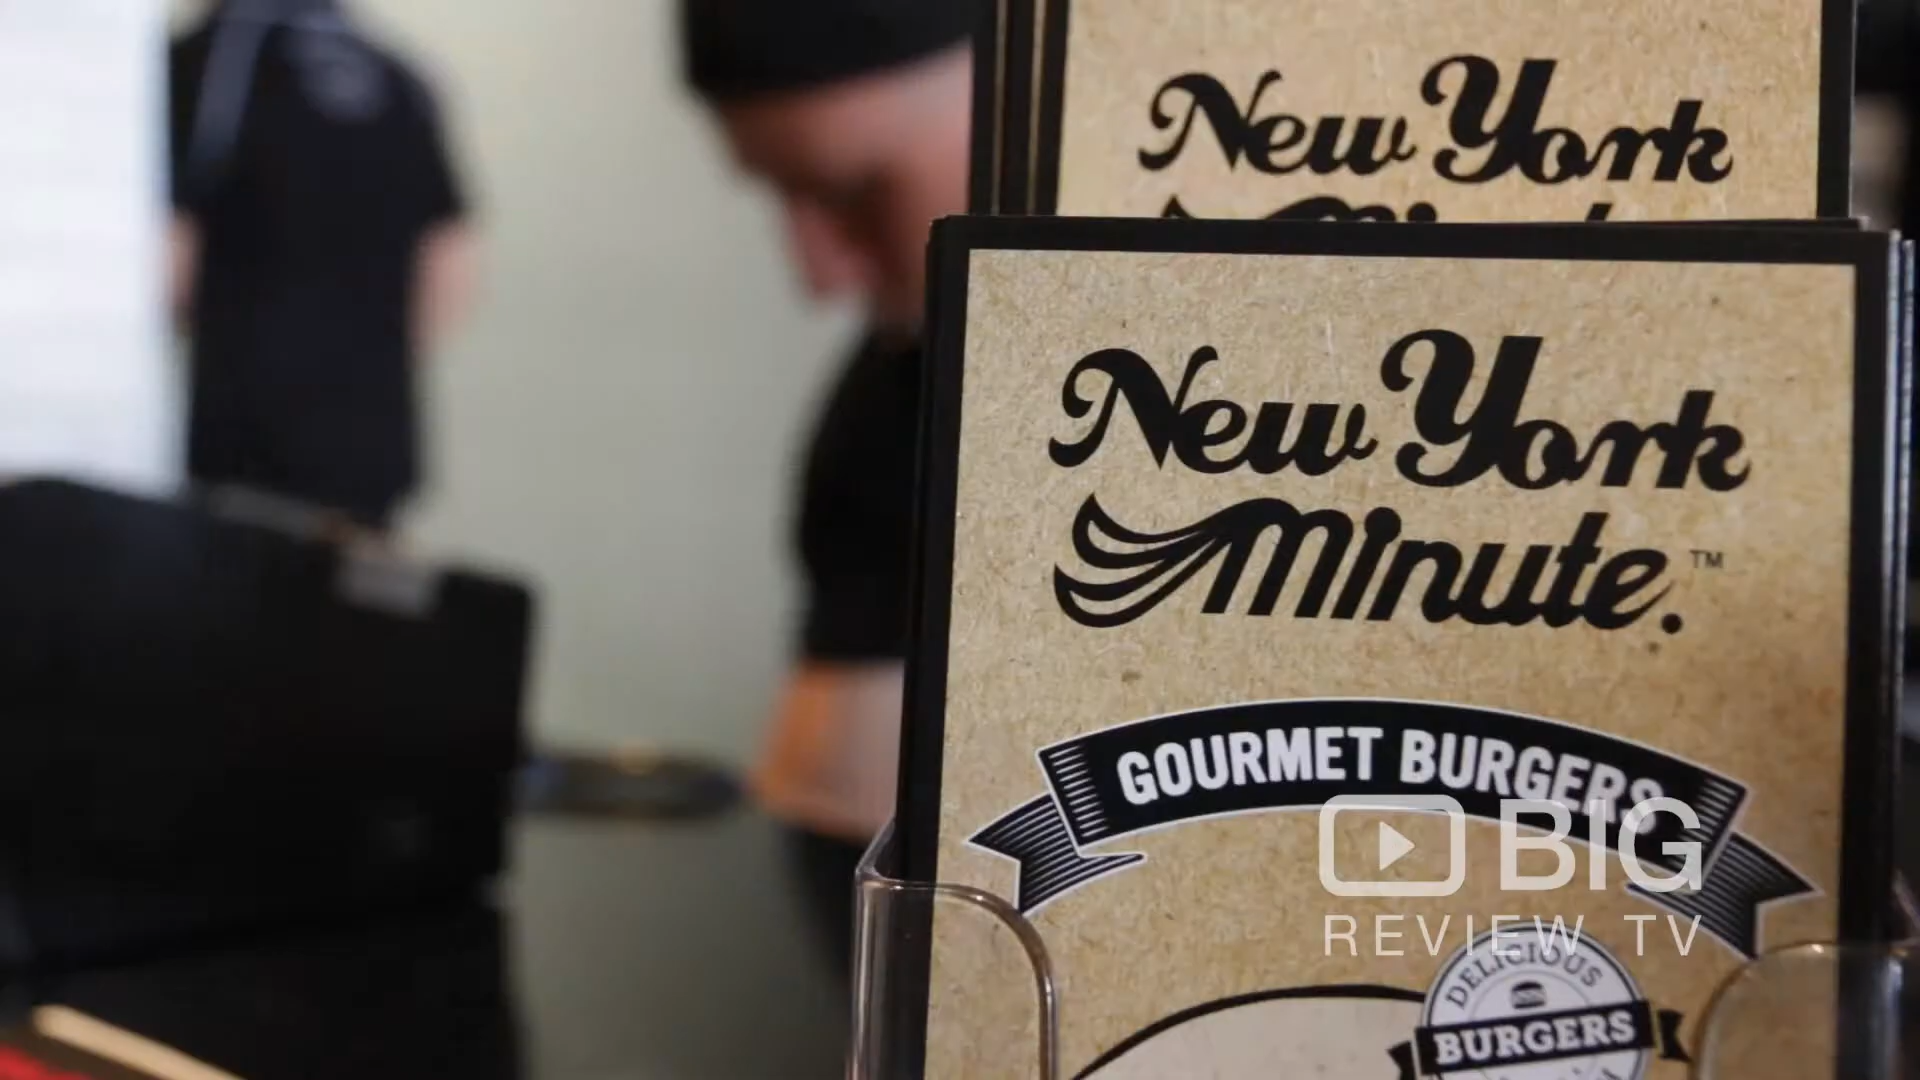 New York
New York
Minute.™
GOURMET BURGERS
BIG
REVIEW TV
DELICIOUS
BURGERS